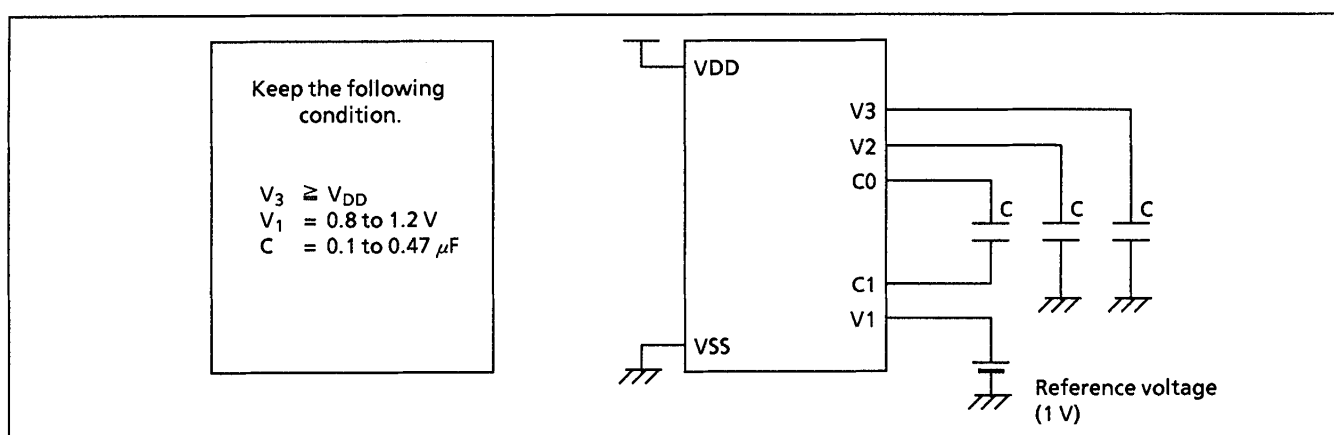 Keep the following
condition.
V3 ≧ VDD
V1 = 0.8 to 1.2 V
C = 0.1 to 0.47 μF
VDD
V3
V2
C0
C
C
C
C1
V1
VSS
Reference voltage
(1 V)